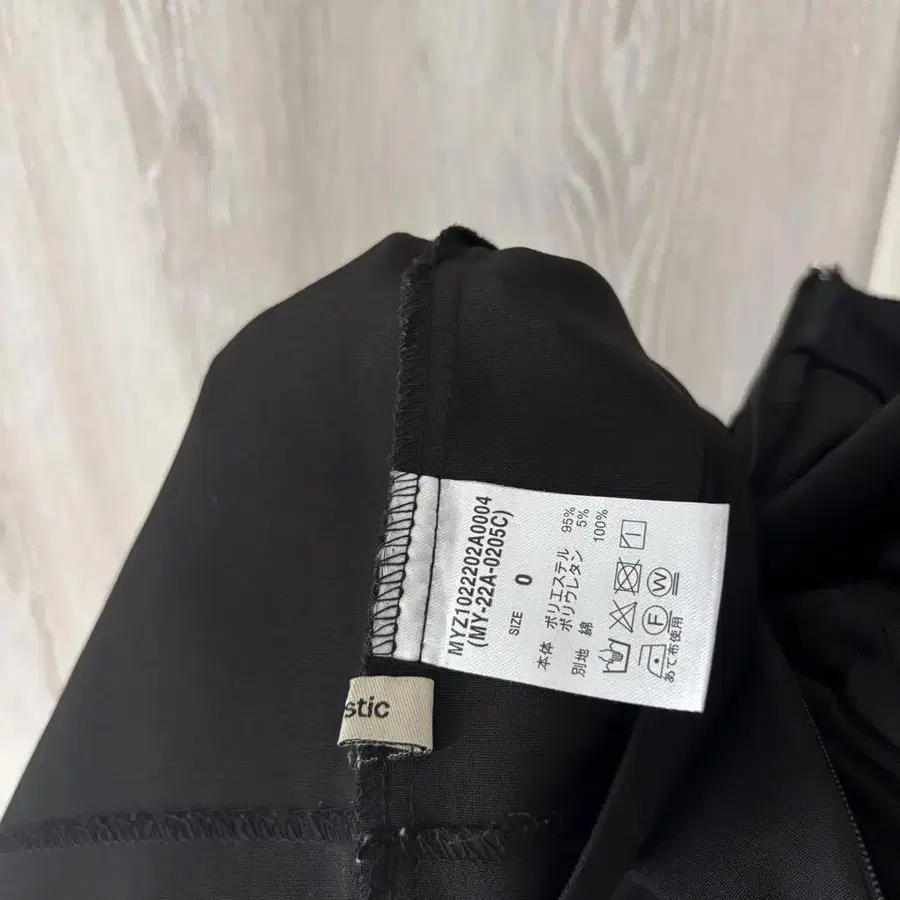 MYZ1022202A0004
(MY-22A-0205C)
SIZE 0
本体 ポリエステル 95%
ポリウレタン 5%
別地 綿 100%
F W
あて布使用
stic